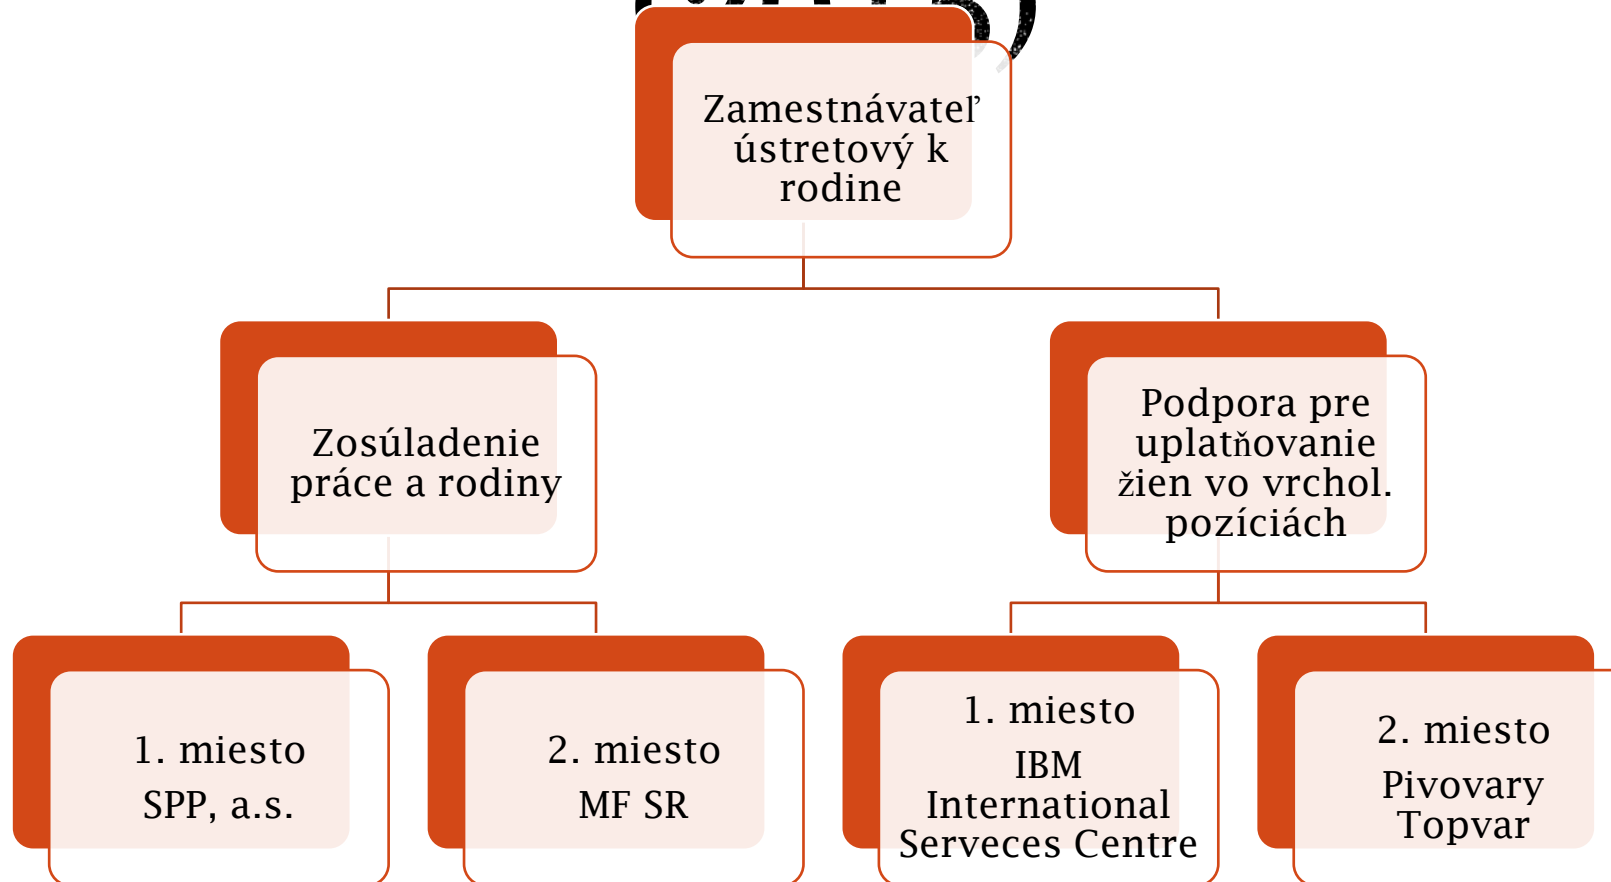 Zamestnávateľ
ústretový k
rodine
Zosúladenie
práce a rodiny
Podpora pre
uplatňovanie
žien vo vrchol.
pozíciách
1. miesto
SPP, a.s.
2. miesto
MF SR
1. miesto
IBM
International
Serveces Centre
2. miesto
Pivovary
Topvar